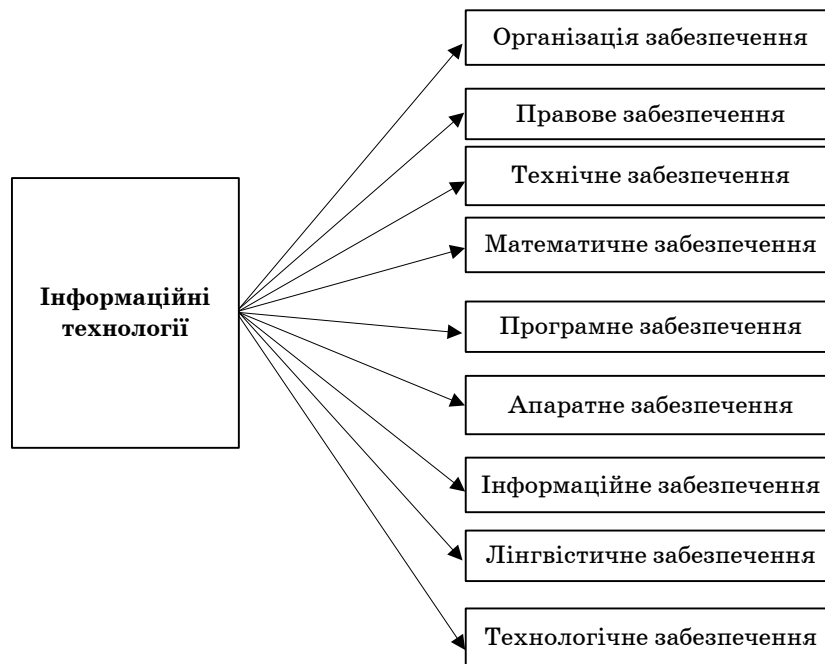 Організація забезпечення
Правове забезпечення
Технічне забезпечення
Математичне забезпечення
Інформаційні
технології
Програмне забезпечення
Апаратне забезпечення
Інформаційне забезпечення
Лінгвістичне забезпечення
Технологічне забезпечення